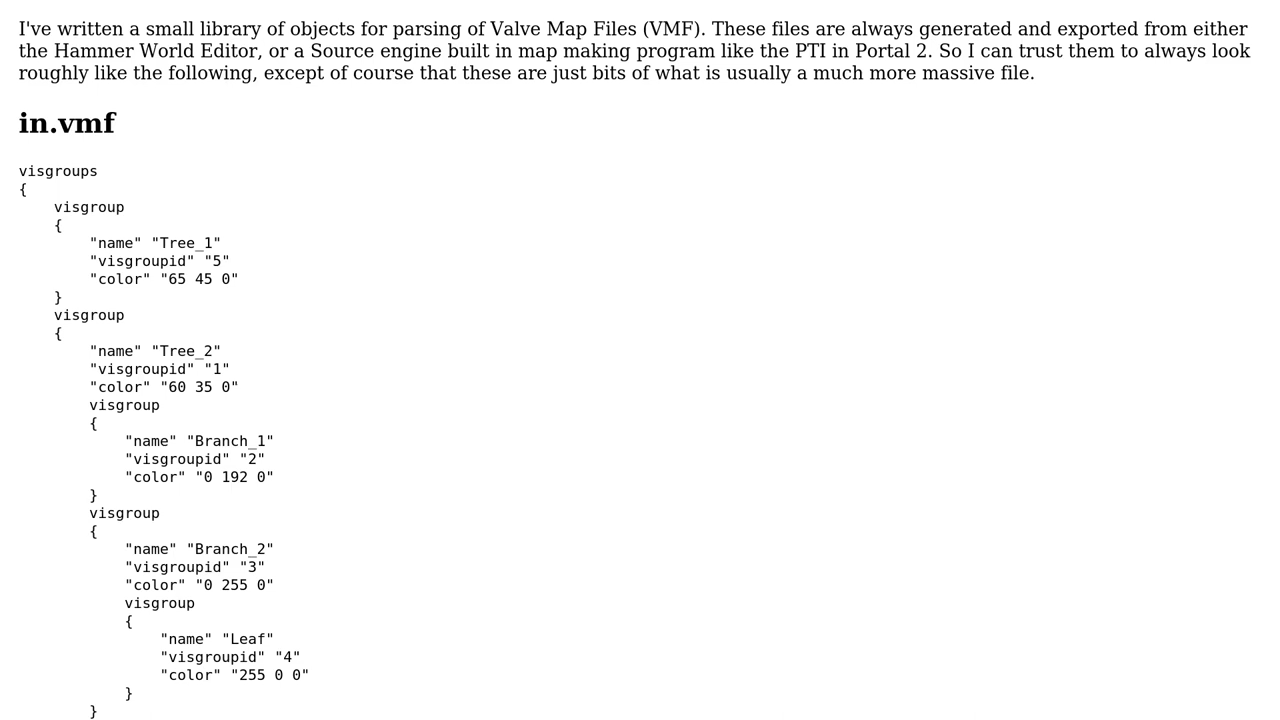 I've written a small library of objects for parsing of Valve Map Files (VMF). These files are always generated and exported from either
the Hammer World Editor, or a Source engine built in map making program like the PTI in Portal 2. So I can trust them to always look
roughly like the following, except of course that these are just bits of what is usually a much more massive file.
in.vmf
visgroups
{
    visgroup
    {
        "name" "Tree_1"
        "visgroupid" "5"
        "color" "65 45 0"
    }
    visgroup
    {
        "name" "Tree_2"
        "visgroupid" "1"
        "color" "60 35 0"
        visgroup
        {
            "name" "Branch_1"
            "visgroupid" "2"
            "color" "0 192 0"
        }
        visgroup
        {
            "name" "Branch_2"
            "visgroupid" "3"
            "color" "0 255 0"
            visgroup
            {
                "name" "Leaf"
                "visgroupid" "4"
                "color" "255 0 0"
            }
        }